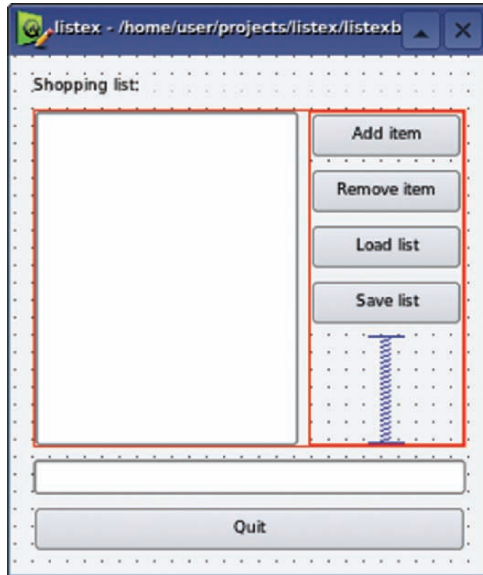 listex - /home/user/projects/listex/listexb
Shopping list:
Add item
Remove item
Load list
Save list
Quit